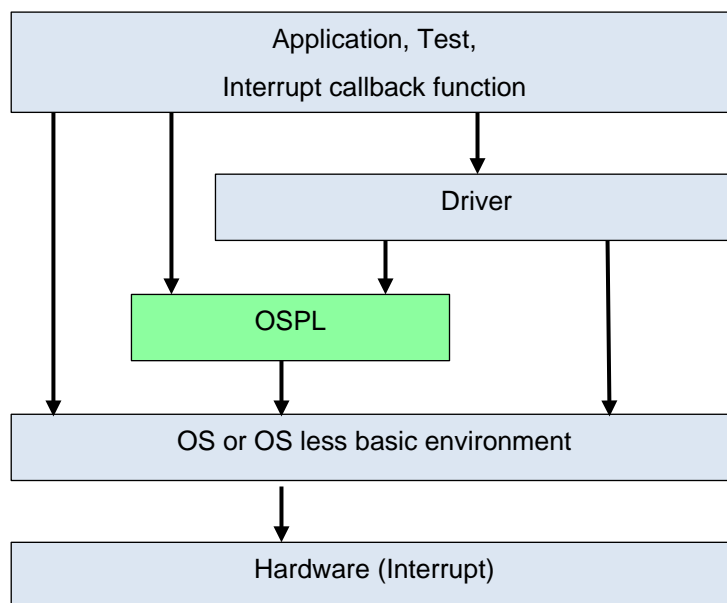 Application, Test,
Interrupt callback function
Driver
OSPL
OS or OS less basic environment
Hardware (Interrupt)